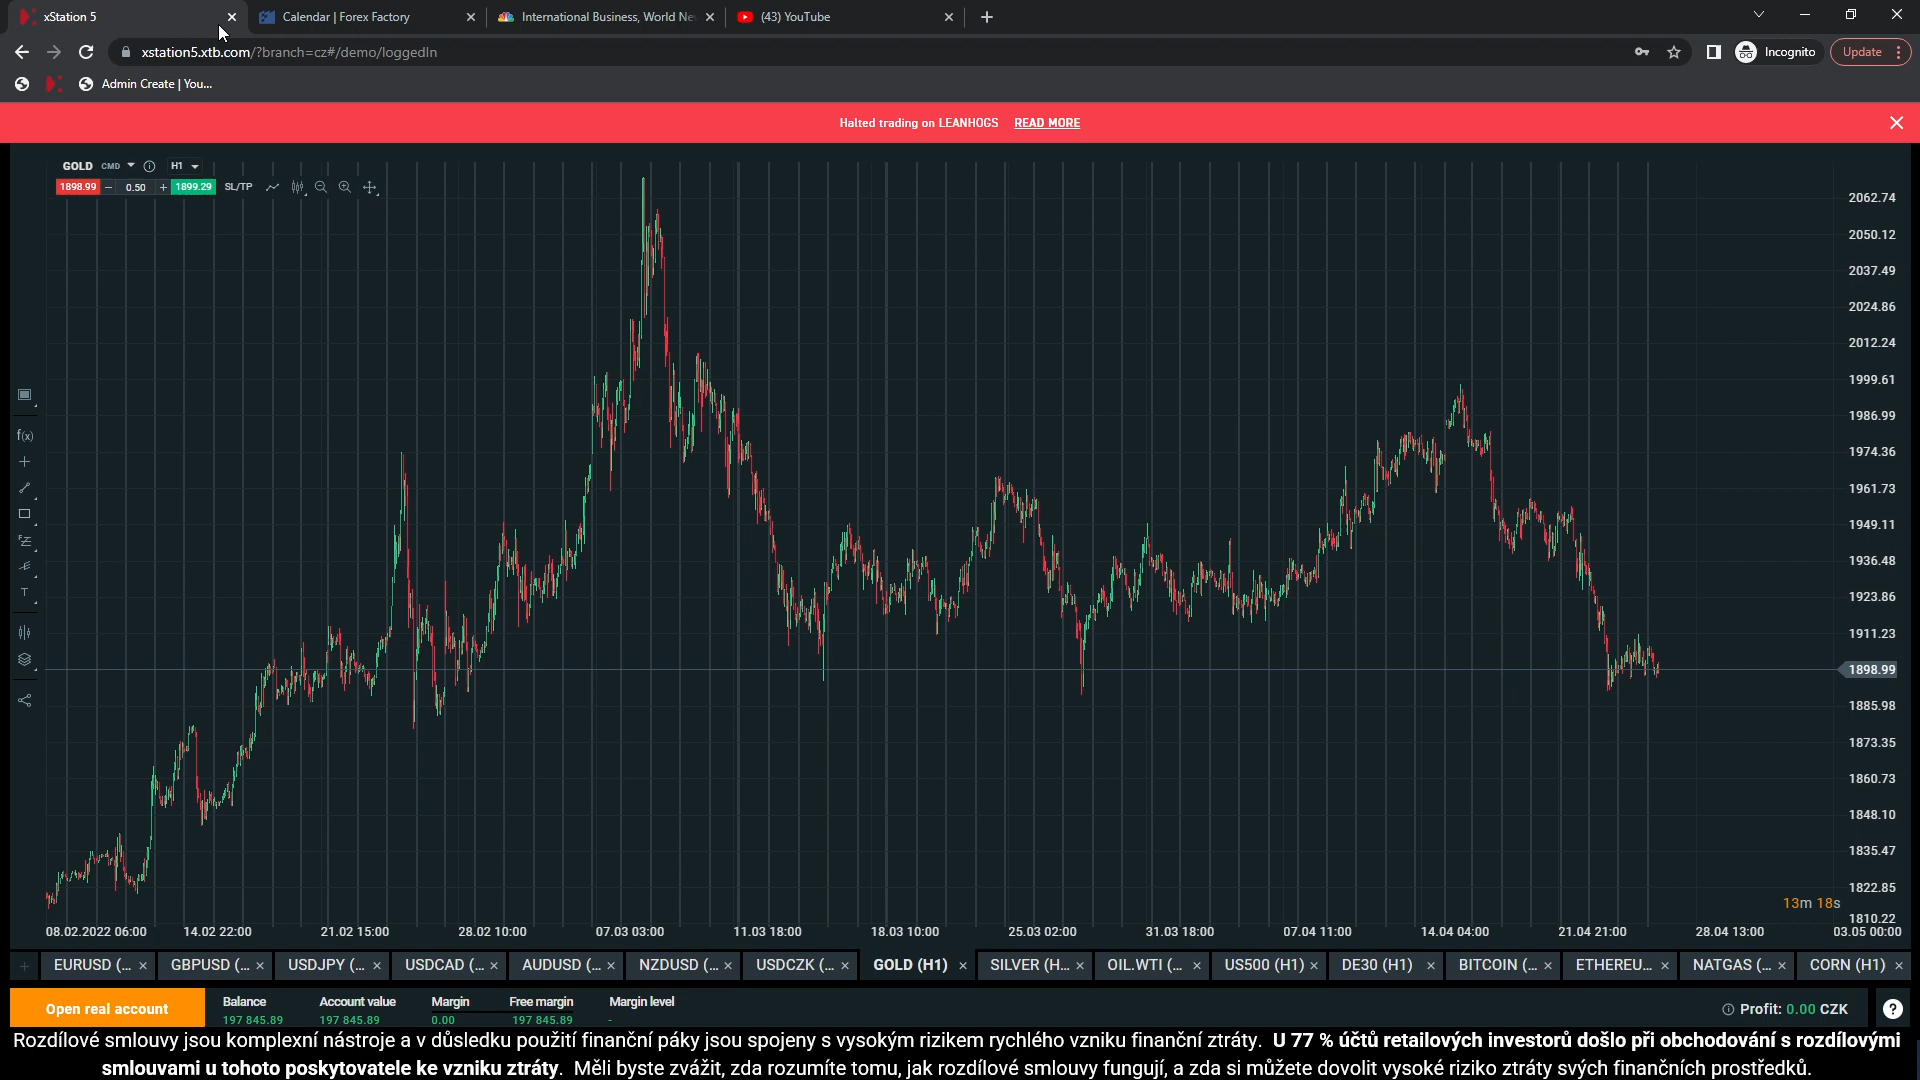 xStation 5
Calendar | Forex Factory
International Business, World Ne
(43) YouTube
xstation5.xtb.com/?branch=cz#/demo/loggedIn
Incognito
Update
Admin Create | You...
Halted trading on LEANHOGS READ MORE
GOLD CMD H1
1898.99 − 0.50 + 1899.29 SL/TP
2062.74
2050.12
2037.49
2024.86
2012.24
1999.61
1986.99
1974.36
1961.73
1949.11
1936.48
1923.86
1911.23
1898.99
1885.98
1873.35
1860.73
1848.10
1835.47
1822.85
1810.22
f(x)
T
13m 18s
08.02.2022 06:00 14.02 22:00 21.02 15:00 28.02 10:00 07.03 03:00 11.03 18:00 18.03 10:00 25.03 02:00 31.03 18:00 07.04 11:00 14.04 04:00 21.04 21:00 28.04 13:00 03.05 00:00
EURUSD (... GBPUSD (... USDJPY (... USDCAD (... AUDUSD (... NZDUSD (... USDCZK (... GOLD (H1) SILVER (H... OIL.WTI (... US500 (H1) DE30 (H1) BITCOIN (... ETHEREU... NATGAS (... CORN (H1)
Open real account
Balance Account value Margin Free margin Margin level
197 845.89 197 845.89 0.00 197 845.89 -
Profit: 0.00 CZK
Rozdílové smlouvy jsou komplexní nástroje a v důsledku použití finanční páky jsou spojeny s vysokým rizikem rychlého vzniku finanční ztráty. U 77 % účtů retailových investorů došlo při obchodování s rozdílovými
smlouvami u tohoto poskytovatele ke vzniku ztráty. Měli byste zvážit, zda rozumíte tomu, jak rozdílové smlouvy fungují, a zda si můžete dovolit vysoké riziko ztráty svých finančních prostředků.